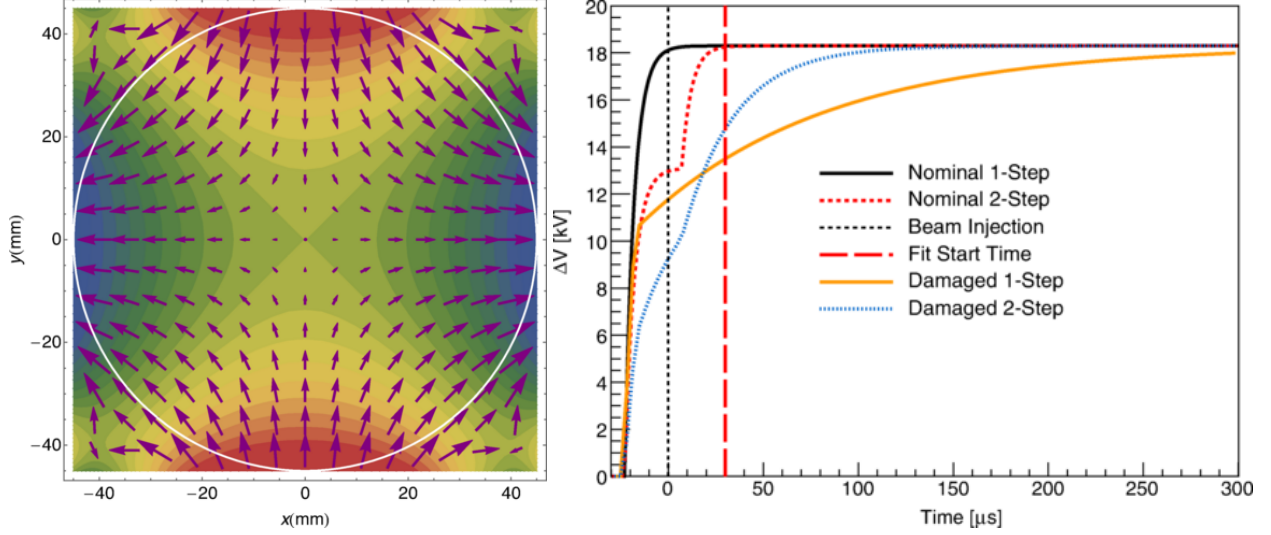 40
20
0
−20
−40
y(mm)
−40
−20
0
20
40
x(mm)
20
18
16
14
12
10
8
6
4
2
0
ΔV [kV]
Nominal 1-Step
Nominal 2-Step
Beam Injection
Fit Start Time
Damaged 1-Step
Damaged 2-Step
0
50
100
150
200
250
300
Time [μs]